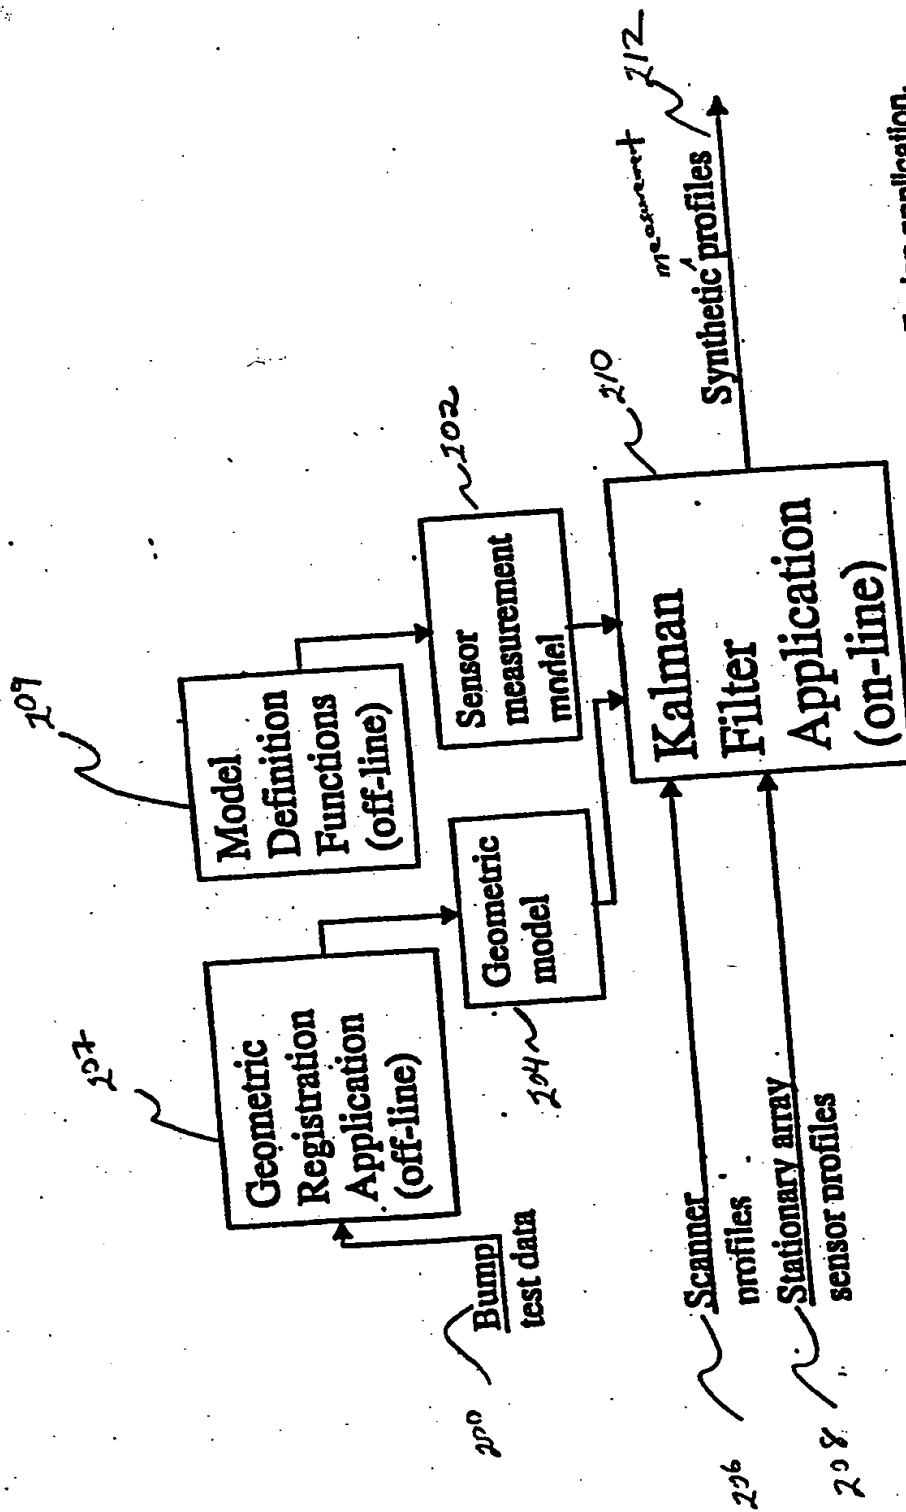 207
209
Geometric
Registration
Application
(off-line)
Model
Definition
Functions
(off-line)
200
Bump
test data
204
Geometric
model
202
Sensor
measurement
model
206
Scanner
profiles
208
Stationary array
sensor profiles
210
Kalman
Filter
Application
(on-line)
measurement
Synthetic profiles
212
application.